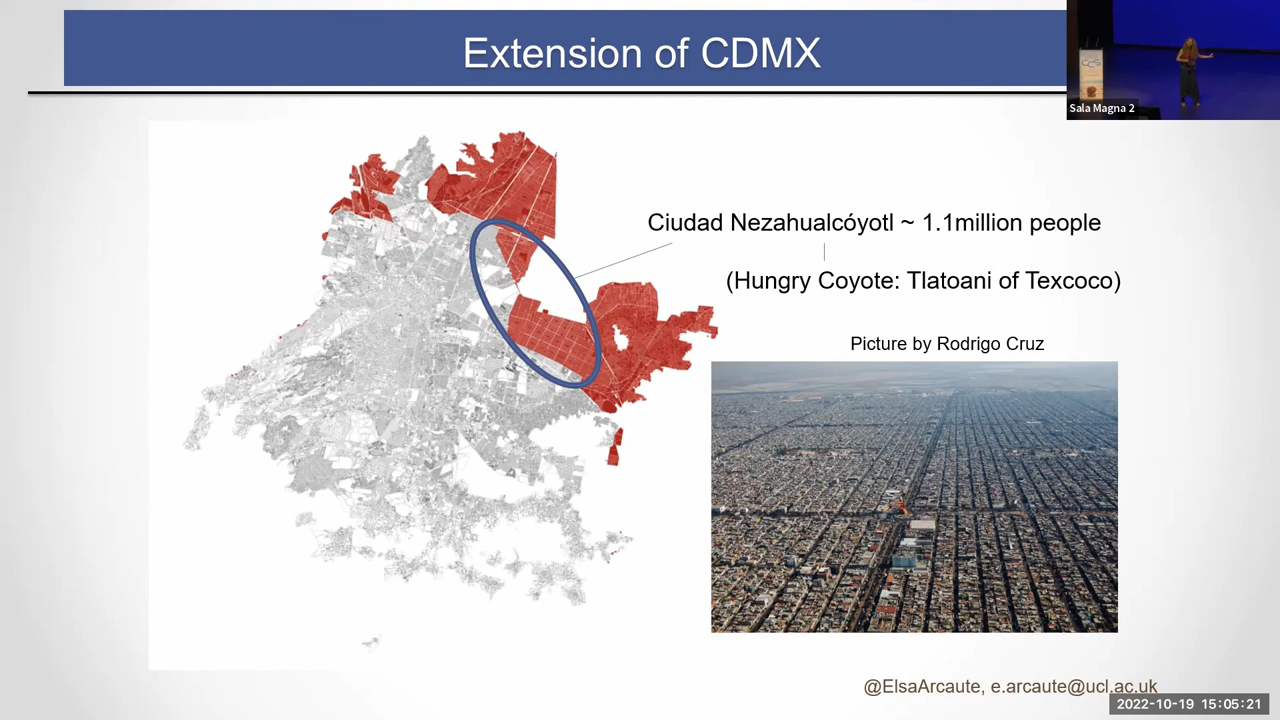 Extension of CDMX
Sala Magna 2
Ciudad Nezahualcóyotl ~ 1.1million people
(Hungry Coyote: Tlatoani of Texcoco)
Picture by Rodrigo Cruz
@ElsaArcaute, e.arcaute@ucl.ac.uk
2022-10-19 15:05:21